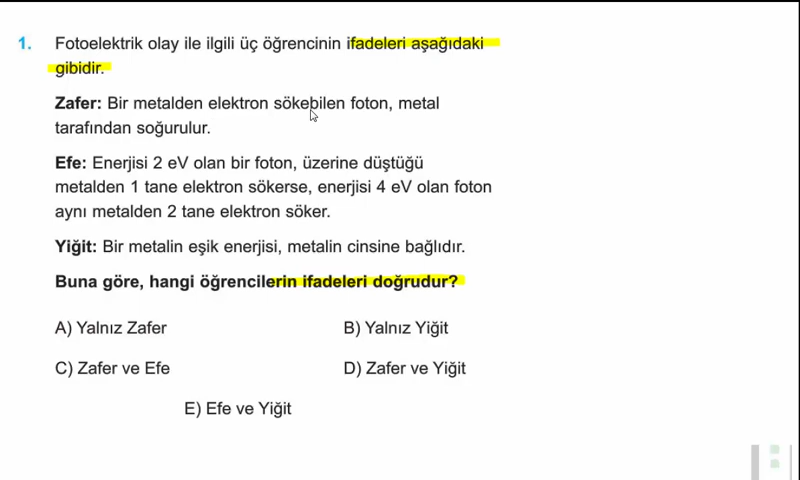 1. Fotoelektrik olay ile ilgili üç öğrencinin ifadeleri aşağıdaki
gibidir.
Zafer: Bir metalden elektron sökebilen foton, metal
tarafından soğurulur.
Efe: Enerjisi 2 eV olan bir foton, üzerine düştüğü
metalden 1 tane elektron sökerse, enerjisi 4 eV olan foton
aynı metalden 2 tane elektron söker.
Yiğit: Bir metalin eşik enerjisi, metalin cinsine bağlıdır.
Buna göre, hangi öğrencilerin ifadeleri doğrudur?
A) Yalnız Zafer B) Yalnız Yiğit
C) Zafer ve Efe D) Zafer ve Yiğit
E) Efe ve Yiğit